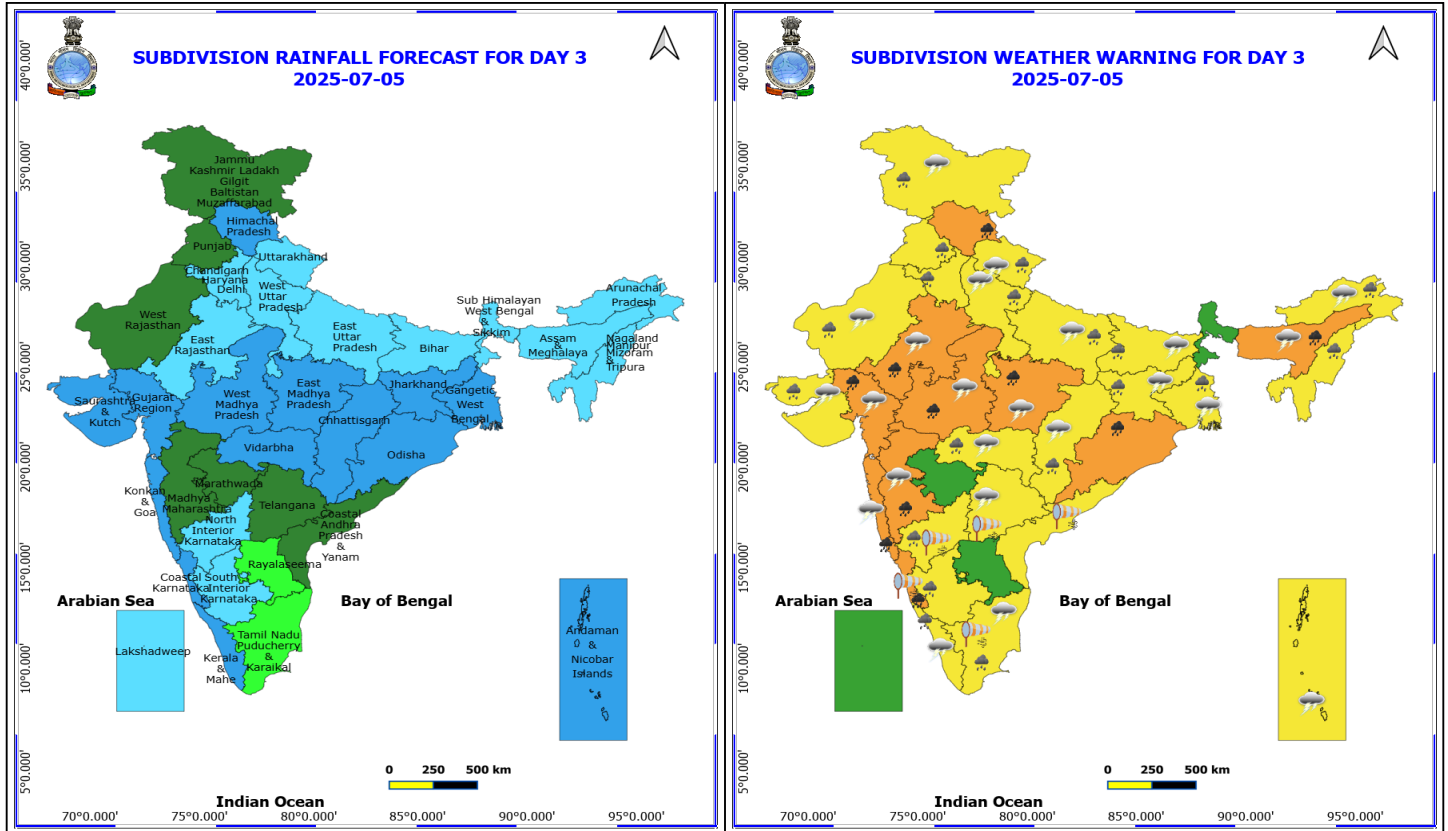 SUBDIVISION RAINFALL FORECAST FOR DAY 3
2025-07-05
40°0.000'
35°0.000'
30°0.000'
25°0.000'
20°0.000'
15°0.000'
10°0.000'
5°0.000'
Jammu
Kashmir Ladakh
Gilgit
Baltistan
Muzaffarabad
Himachal
Pradesh
Punjab
Uttarakhand
Chandigarh
Haryana
Delhi
West
Uttar
Pradesh
West
Rajasthan
East
Rajasthan
East
Uttar
Pradesh
Bihar
Sub Himalayan
West Bengal
&
Sikkim
Arunachal
Pradesh
Assam
&
Meghalaya
Nagaland
Manipur
Mizoram
&
Tripura
Saurashtra
&
Kutch
Gujarat
Region
West
Madhya
Pradesh
East
Madhya
Pradesh
Jharkhand
Gangetic
West
Bengal
Chhattisgarh
Vidarbha
Odisha
Konkan
&
Goa
Madhya
Maharashtra
Marathwada
Telangana
North
Interior
Karnataka
Coastal
Andhra
Pradesh
&
Yanam
Rayalaseema
Coastal
Karnataka
South
Interior
Karnataka
Tamil Nadu
Puducherry
&
Karaikal
Kerala
&
Mahe
Arabian Sea
Lakshadweep
Bay of Bengal
Andaman
&
Nicobar
Islands
0 250 500 km
Indian Ocean
70°0.000' 75°0.000' 80°0.000' 85°0.000' 90°0.000' 95°0.000'
SUBDIVISION WEATHER WARNING FOR DAY 3
2025-07-05
40°0.000'
35°0.000'
30°0.000'
25°0.000'
20°0.000'
15°0.000'
10°0.000'
5°0.000'
Arabian Sea
Bay of Bengal
0 250 500 km
Indian Ocean
70°0.000' 75°0.000' 80°0.000' 85°0.000' 90°0.000' 95°0.000'